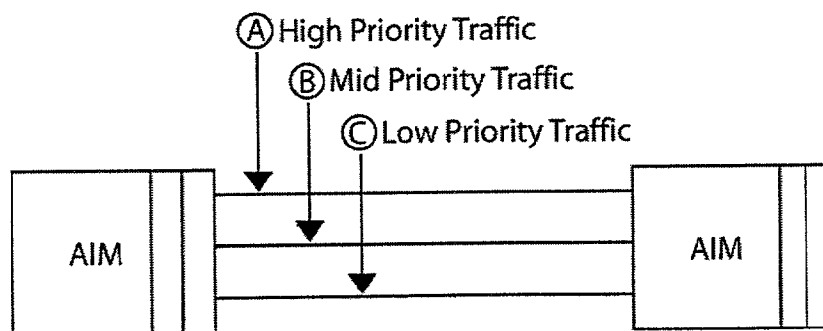 Ⓐ High Priority Traffic
Ⓑ Mid Priority Traffic
Ⓒ Low Priority Traffic
AIM
AIM